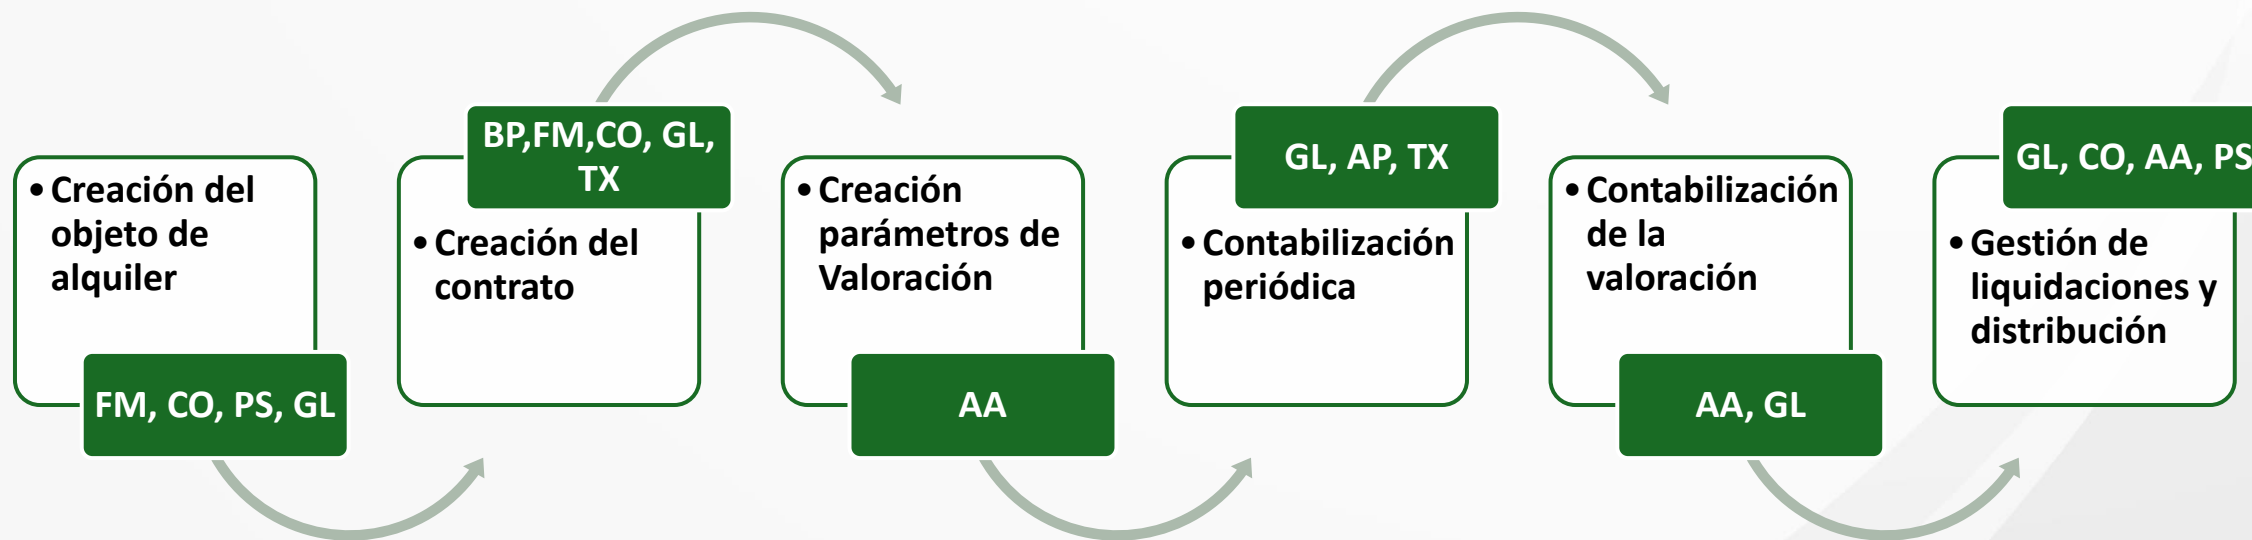 • Creación del
objeto de
alquiler
FM, CO, PS, GL
BP,FM,CO, GL,
TX
• Creación del
contrato
• Creación
parámetros de
Valoración
AA
GL, AP, TX
• Contabilización
periódica
• Contabilización
de la
valoración
AA, GL
GL, CO, AA, PS
• Gestión de
liquidaciones y
distribución